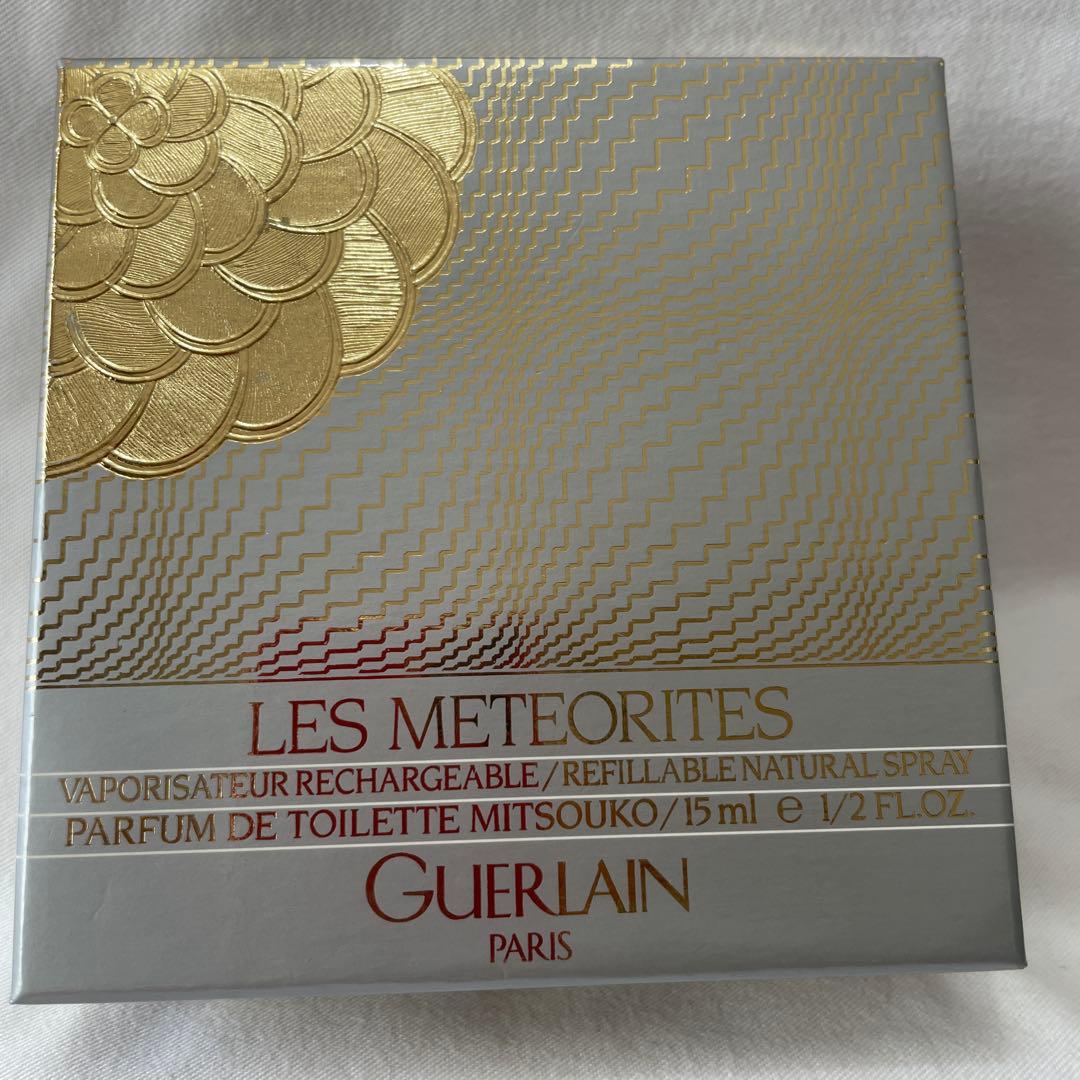 LES METEORITES
VAPORISATEUR RECHARGEABLE/REFILLABLE NATURAL SPRAY
PARFUM DE TOILETTE MITSOUKO/15 ml e 1/2 FL.OZ.
GUERLAIN
PARIS